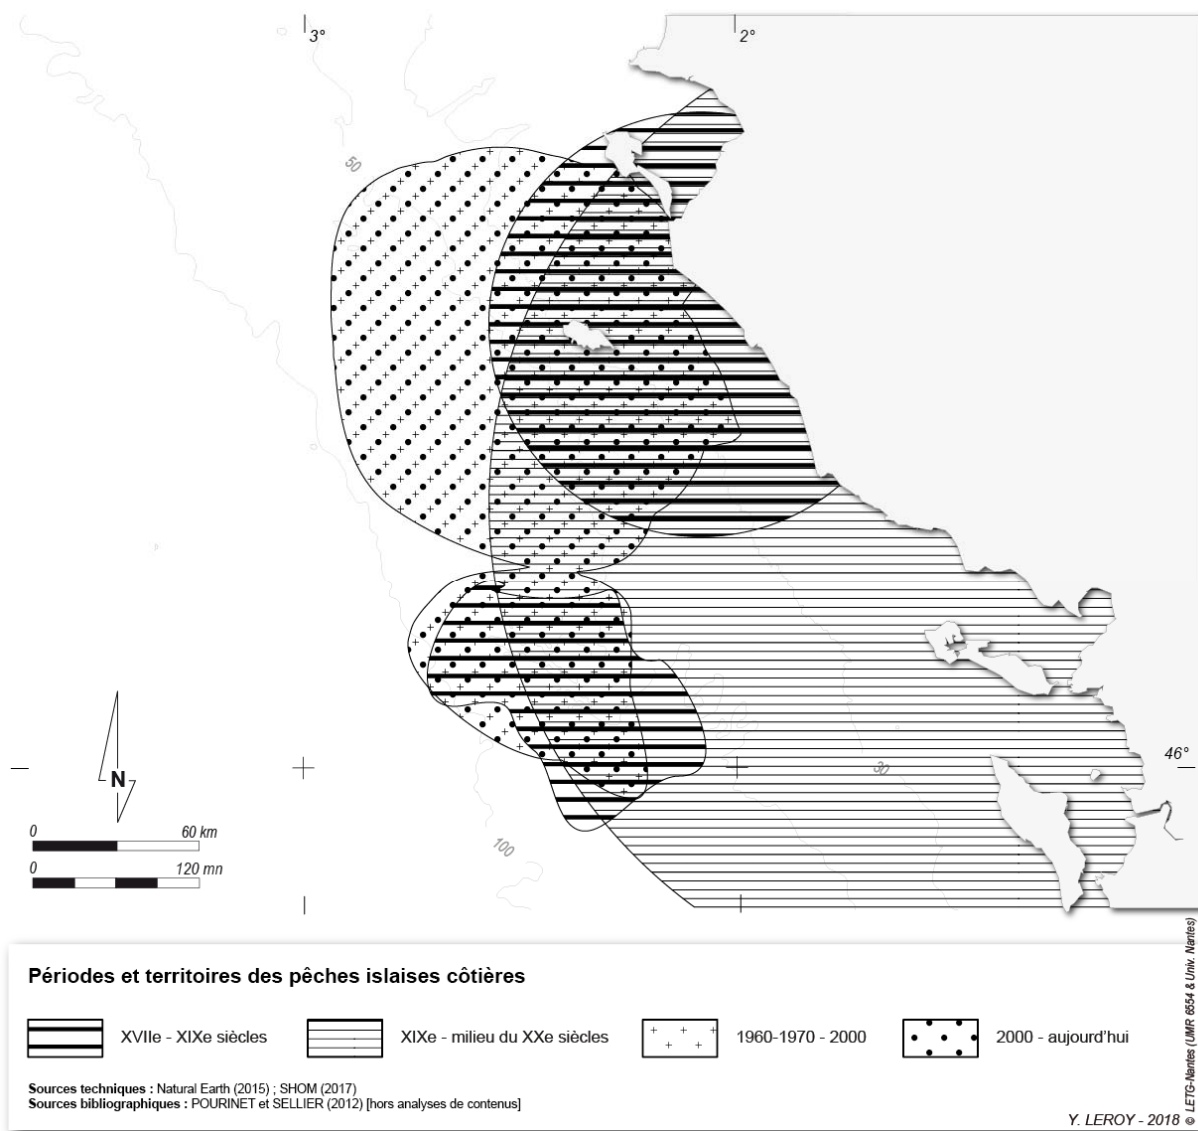 3°
2°
50
46°
N
30
0 60 km
0 120 mn
100
Périodes et territoires des pêches islaises côtières
XVIIe - XIXe siècles
XIXe - milieu du XXe siècles
1960-1970 - 2000
2000 - aujourd'hui
Sources techniques : Natural Earth (2015) ; SHOM (2017)
Sources bibliographiques : POURINET et SELLIER (2012) [hors analyses de contenus]
Y. LEROY - 2018
© LETG-Nantes (UMR 6554 & Univ. Nantes)